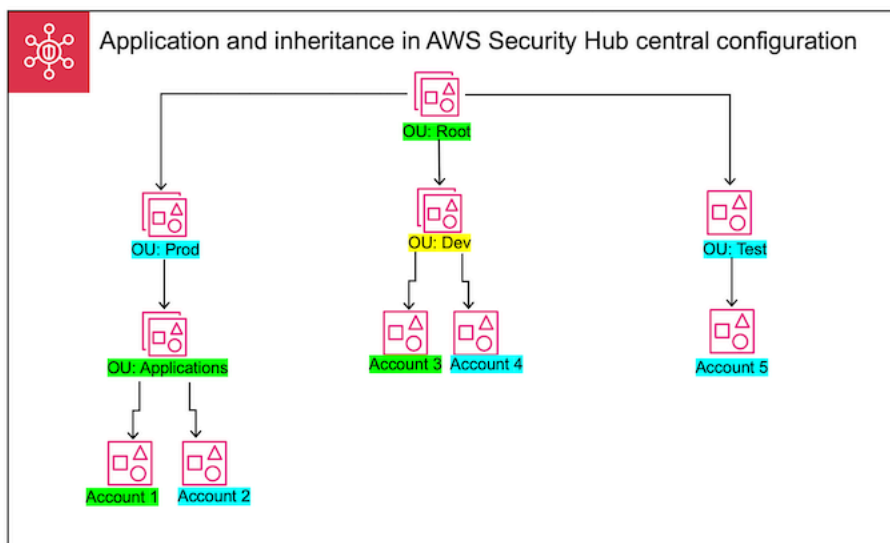 Application and inheritance in AWS Security Hub central configuration
OU: Root
OU: Prod
OU: Dev
OU: Test
OU: Applications
Account 3
Account 4
Account 5
Account 1
Account 2